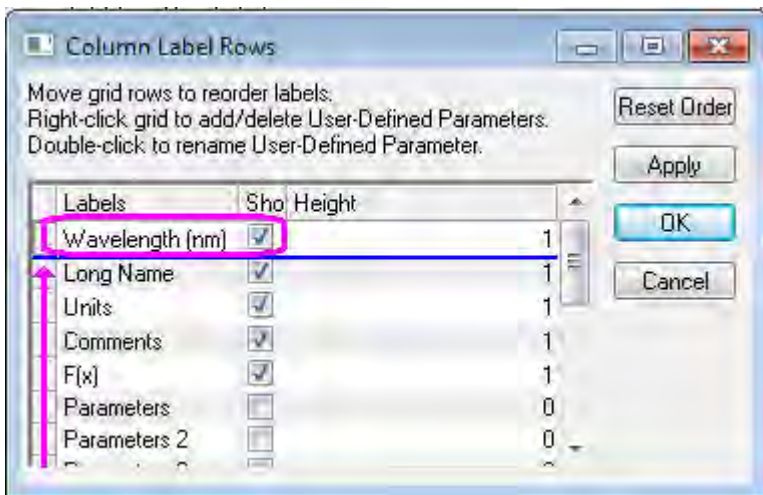 Column Label Rows
Move grid rows to reorder labels.
Right-click grid to add/delete User-Defined Parameters.
Double-click to rename User-Defined Parameter.
Reset Order
Apply
OK
Cancel
Labels Sho Height
Wavelength (nm) 1
Long Name 1
Units 1
Comments 1
F(x) 1
Parameters 0
Parameters 2 0